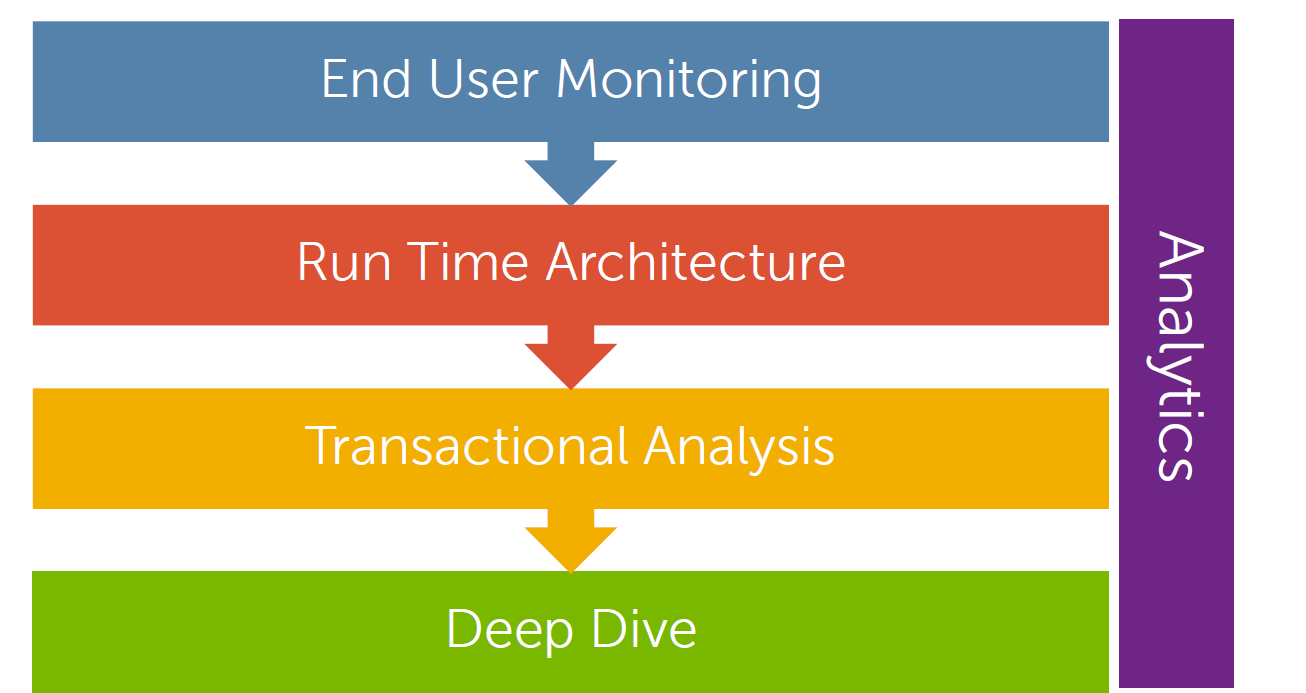 End User Monitoring
Run Time Architecture
Transactional Analysis
Deep Dive
Analytics